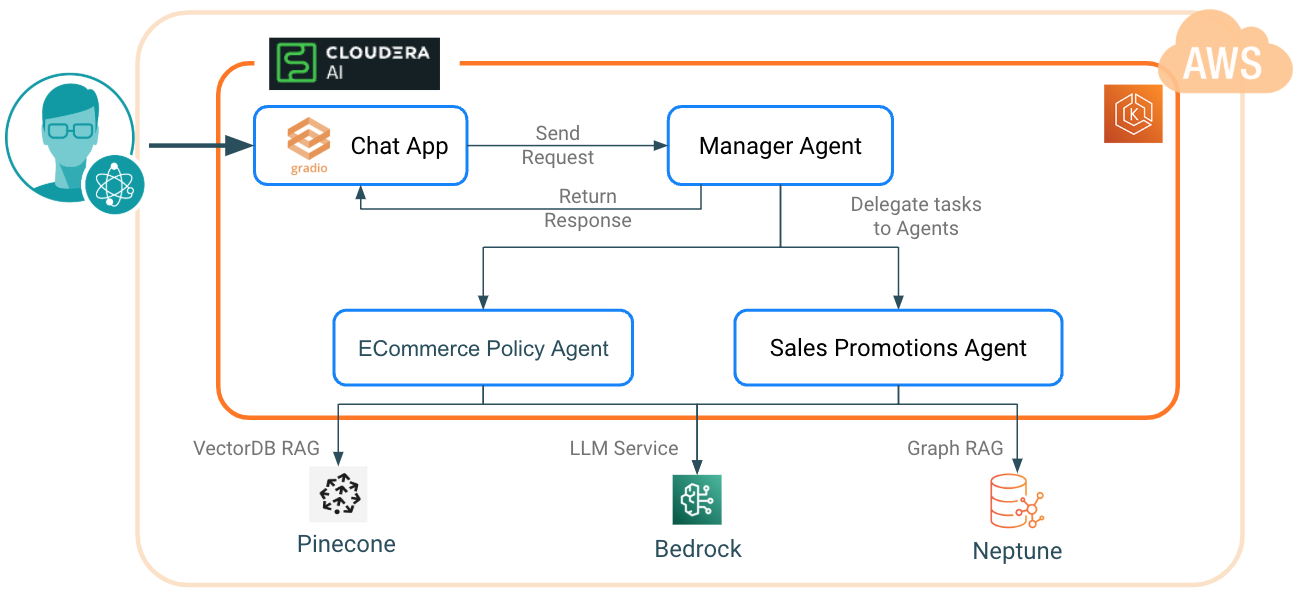 CLOUDERA
AI
AWS
K
gradio
Chat App
Send
Request
Manager Agent
Return
Response
Delegate tasks
to Agents
ECommerce Policy Agent
Sales Promotions Agent
VectorDB RAG
LLM Service
Graph RAG
Pinecone
Bedrock
Neptune